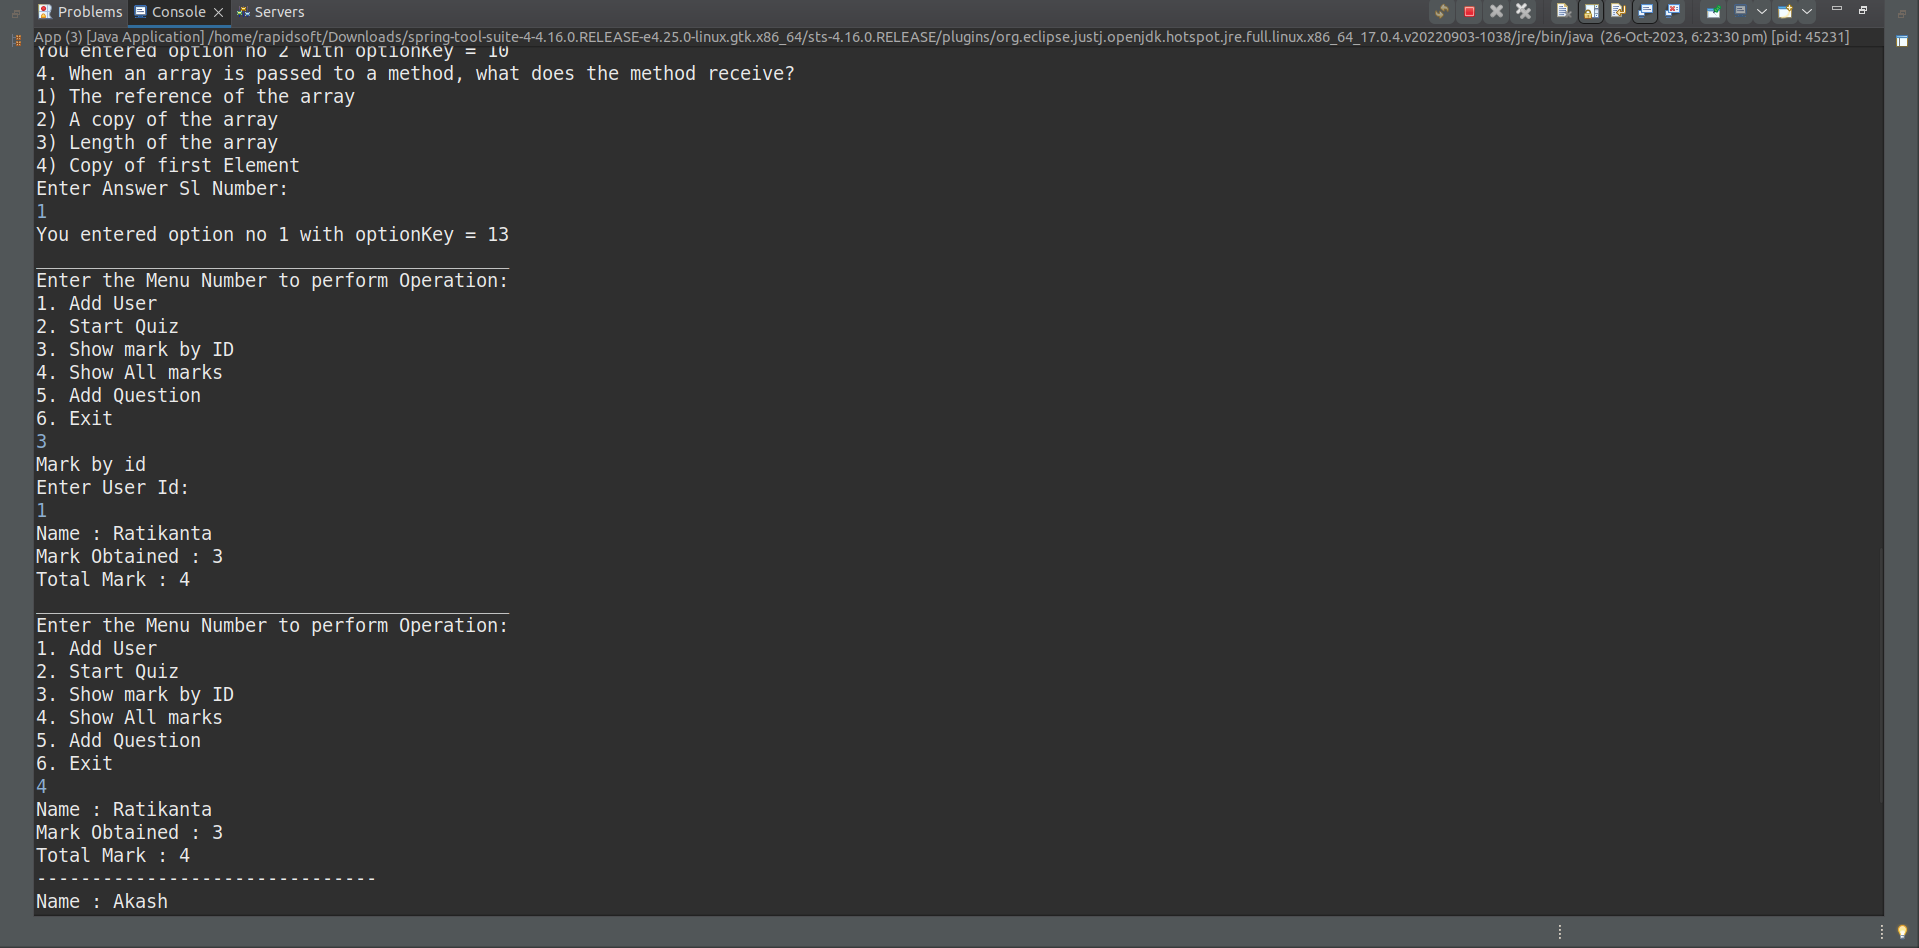 Problems Console Servers
App (3) [Java Application] /home/rapidsoft/Downloads/spring-tool-suite-4-4.16.0.RELEASE-e4.25.0-linux.gtk.x86_64/sts-4.16.0.RELEASE/plugins/org.eclipse.justj.openjdk.hotspot.jre.full.linux.x86_64_17.0.4.v20220903-1038/jre/bin/java (26-Oct-2023, 6:23:30 pm) [pid: 45231]
You entered option no 2 with optionKey = 10
4. When an array is passed to a method, what does the method receive?
1) The reference of the array
2) A copy of the array
3) Length of the array
4) Copy of first Element
Enter Answer Sl Number:
1
You entered option no 1 with optionKey = 13
___________________________________________
Enter the Menu Number to perform Operation:
1. Add User
2. Start Quiz
3. Show mark by ID
4. Show All marks
5. Add Question
6. Exit
3
Mark by id
Enter User Id:
1
Name : Ratikanta
Mark Obtained : 3
Total Mark : 4
___________________________________________
Enter the Menu Number to perform Operation:
1. Add User
2. Start Quiz
3. Show mark by ID
4. Show All marks
5. Add Question
6. Exit
4
Name : Ratikanta
Mark Obtained : 3
Total Mark : 4
-------------------------------
Name : Akash